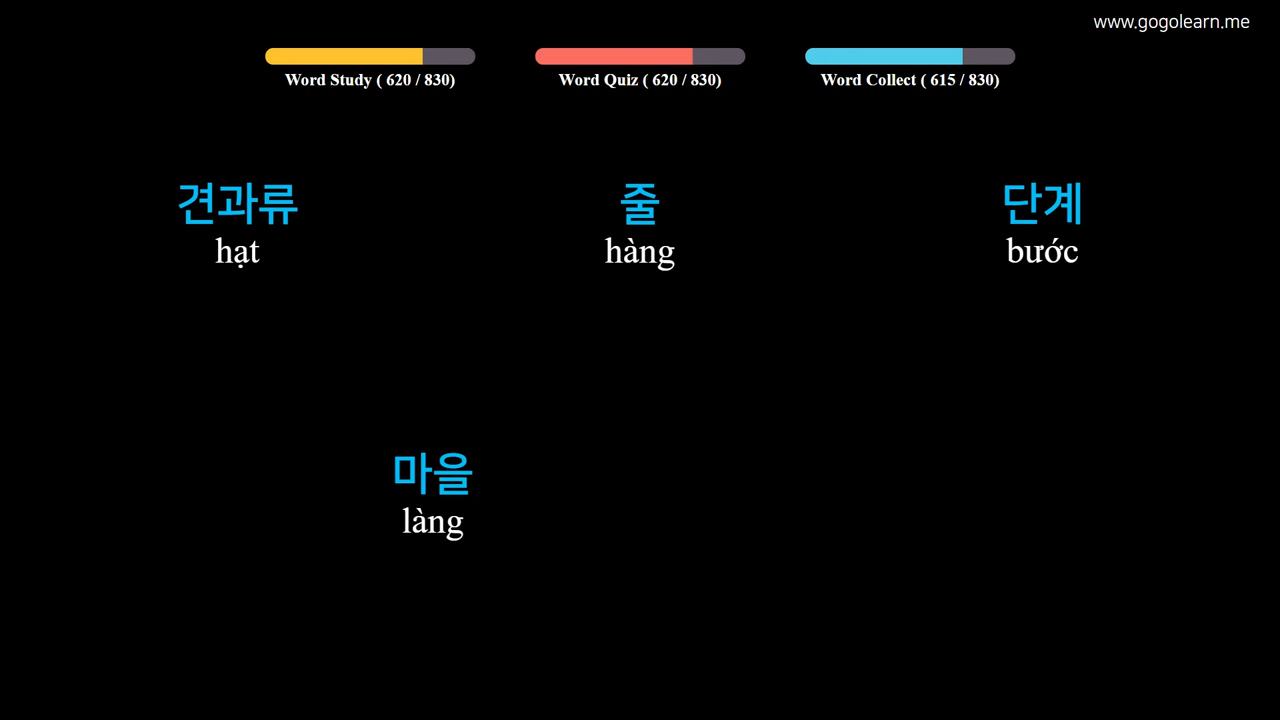 www.gogolearn.me
Word Study ( 620 / 830)
Word Quiz ( 620 / 830)
Word Collect ( 615 / 830)
견과류
hạt
줄
hàng
단계
bước
마을
làng